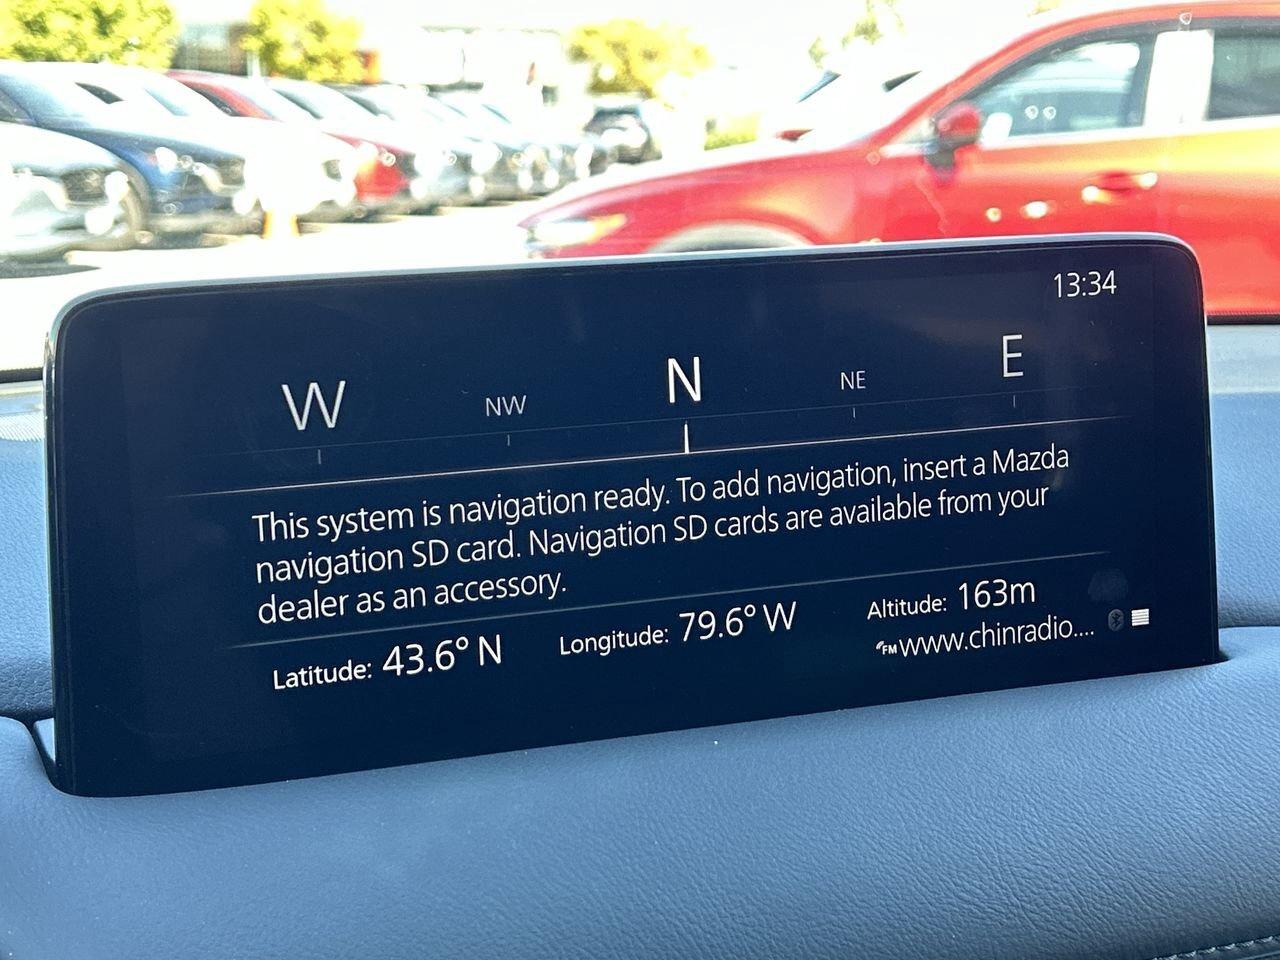 13:34
W NW N NE E
This system is navigation ready. To add navigation, insert a Mazda
navigation SD card. Navigation SD cards are available from your
dealer as an accessory.
Latitude: 43.6° N Longitude: 79.6° W Altitude: 163m
FM www.chinradio....